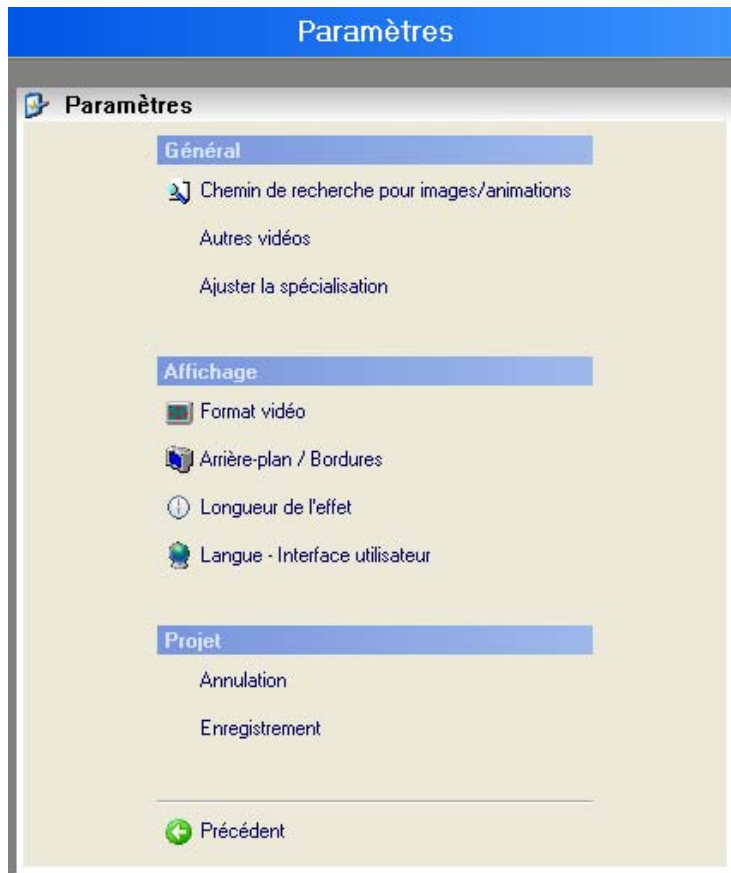 Paramètres
Paramètres
Général
Chemin de recherche pour images/animations
Autres vidéos
Ajuster la spécialisation
Affichage
Format vidéo
Arrière-plan / Bordures
Longueur de l'effet
Langue - Interface utilisateur
Projet
Annulation
Enregistrement
Précédent